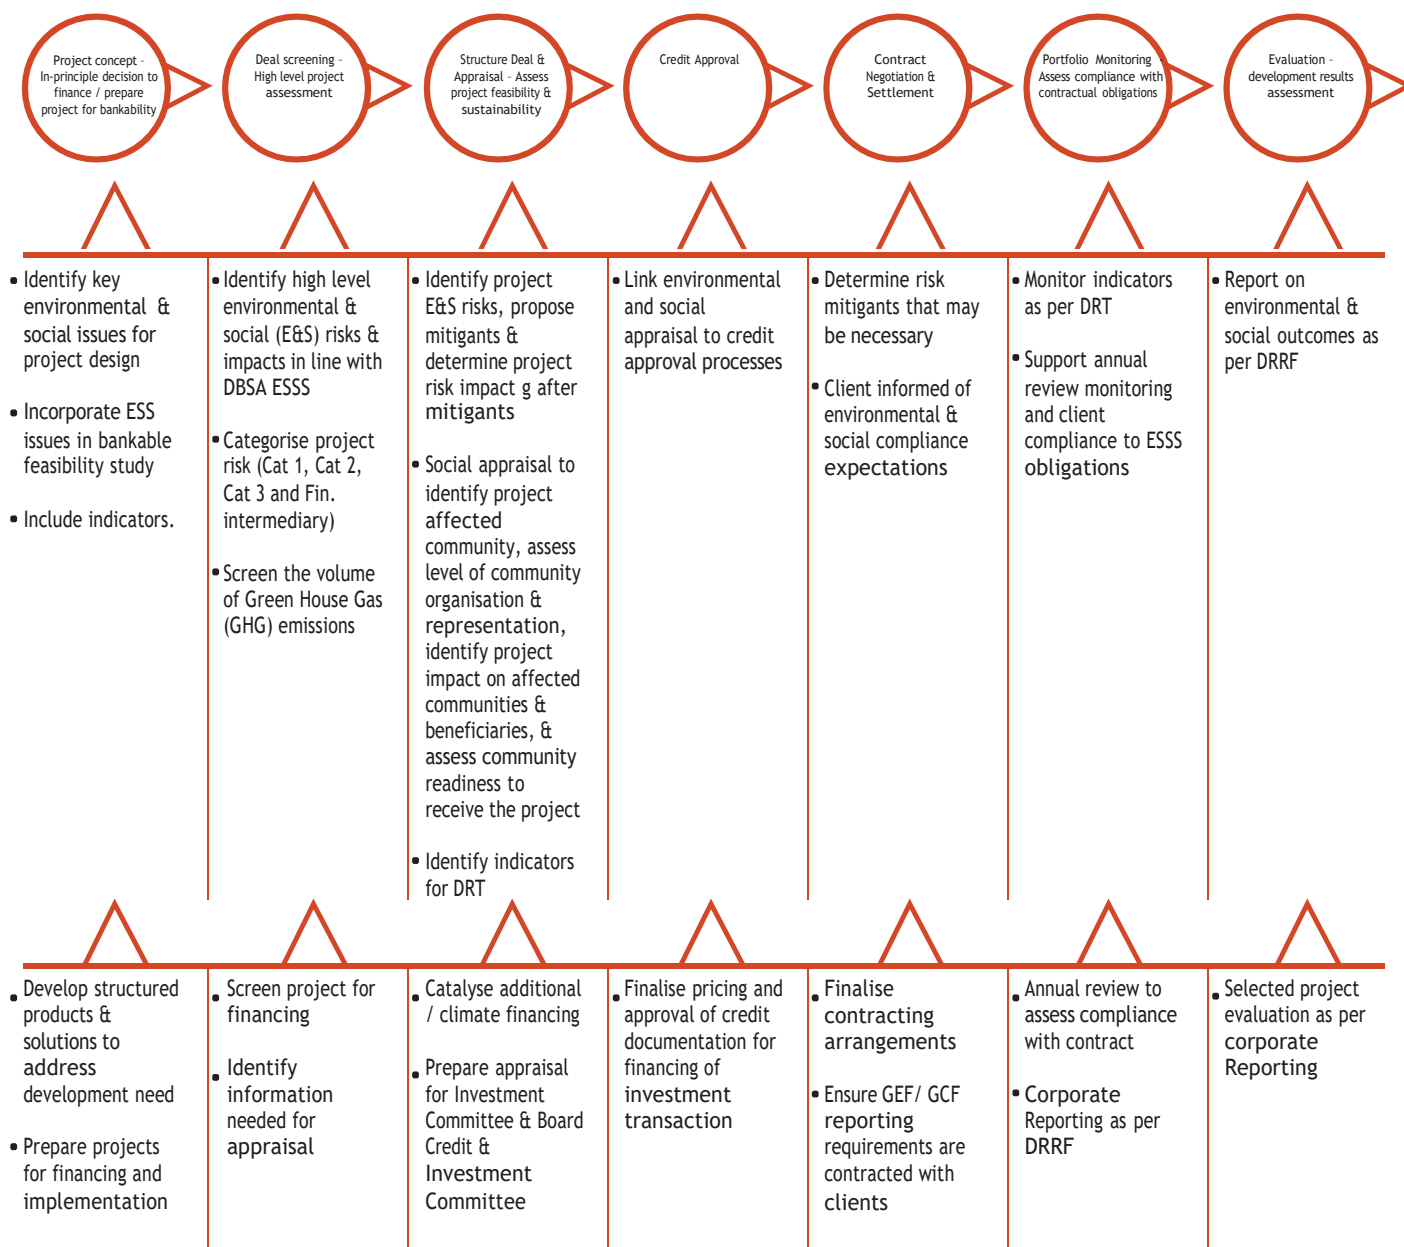 Project concept -
In-principle decision to
finance / prepare
project for bankability
Deal screening -
High level project
assessment
Structure Deal &
Appraisal - Assess
project feasibility &
sustainability
Credit Approval
Contract
Negotiation &
Settlement
Portfolio Monitoring -
Assess compliance with
contractual obligations
Evaluation -
development results
assessment
• Identify key
environmental &
social issues for
project design
• Incorporate ESS
issues in bankable
feasibility study
• Include indicators.
• Identify high level
environmental &
social (E&S) risks &
impacts in line with
DBSA ESSS
• Categorise project
risk (Cat 1, Cat 2,
Cat 3 and Fin.
intermediary)
• Screen the volume
of Green House Gas
(GHG) emissions
• Identify project
E&S risks, propose
mitigants &
determine project
risk impact g after
mitigants
• Social appraisal to
identify project
affected
community, assess
level of community
organisation &
representation,
identify project
impact on affected
communities &
beneficiaries, &
assess community
readiness to
receive the project
• Identify indicators
for DRT
• Link environmental
and social
appraisal to credit
approval processes
• Determine risk
mitigants that may
be necessary
• Client informed of
environmental &
social compliance
expectations
• Monitor indicators
as per DRT
• Support annual
review monitoring
and client
compliance to ESSS
obligations
• Report on
environmental &
social outcomes as
per DRRF
• Develop structured
products &
solutions to
address
development need
• Prepare projects
for financing and
implementation
• Screen project for
financing
• Identify
information
needed for
appraisal
• Catalyse additional
/ climate financing
• Prepare appraisal
for Investment
Committee & Board
Credit &
Investment
Committee
• Finalise pricing and
approval of credit
documentation for
financing of
investment
transaction
• Finalise
contracting
arrangements
• Ensure GEF/ GCF
reporting
requirements are
contracted with
clients
• Annual review to
assess compliance
with contract
• Corporate
Reporting as per
DRRF
• Selected project
evaluation as per
corporate
Reporting